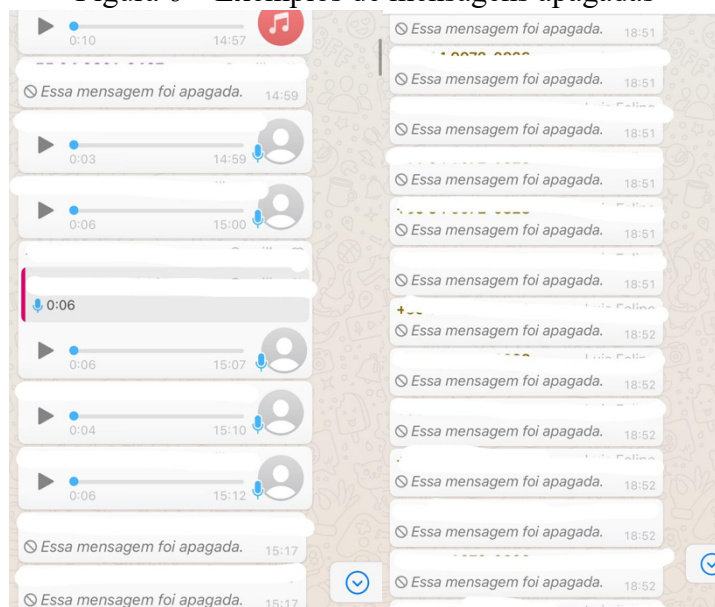 Figura – Exemplos de mensagens apagadas
0:10 14:57
Essa mensagem foi apagada. 14:59
0:03 14:59
0:06 15:00
0:06
0:06 15:07
0:04 15:10
0:06 15:12
Essa mensagem foi apagada. 15:17
Essa mensagem foi apagada. 15:17
Essa mensagem foi apagada. 18:51
Essa mensagem foi apagada. 18:51
Essa mensagem foi apagada. 18:51
Essa mensagem foi apagada. 18:51
Essa mensagem foi apagada. 18:51
Essa mensagem foi apagada. 18:51
Essa mensagem foi apagada. 18:52
Essa mensagem foi apagada. 18:52
Essa mensagem foi apagada. 18:52
Essa mensagem foi apagada. 18:52
Essa mensagem foi apagada. 18:52
Essa mensagem foi apagada. 18:52